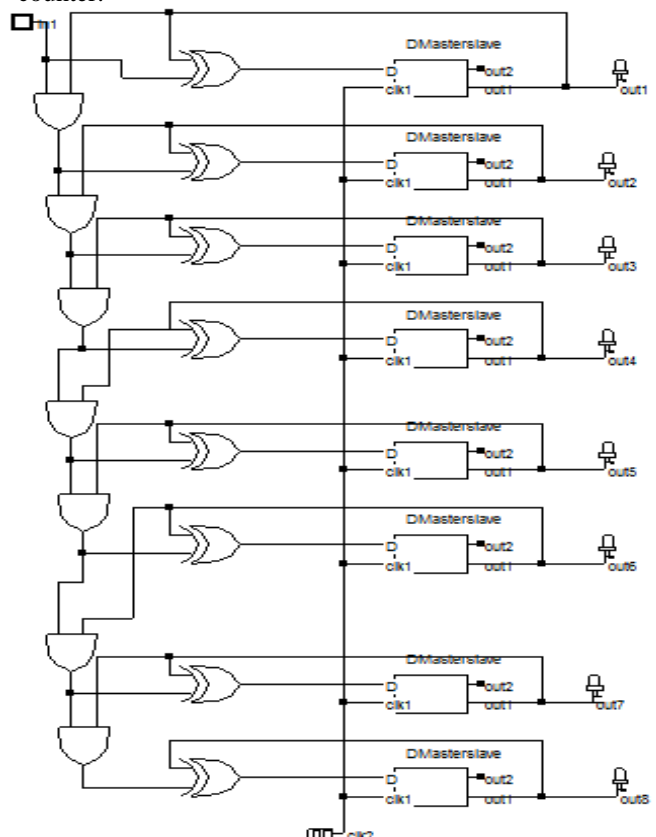 counter.
In1
DMasterslave
D out2
clk1 out1
out1
DMasterslave
D out2
clk1 out1
out2
DMasterslave
D out2
clk1 out1
out3
DMasterslave
D out2
clk1 out1
out4
DMasterslave
D out2
clk1 out1
out5
DMasterslave
D out2
clk1 out1
out6
DMasterslave
D out2
clk1 out1
out7
DMasterslave
D out2
clk1 out1
out8
clk2